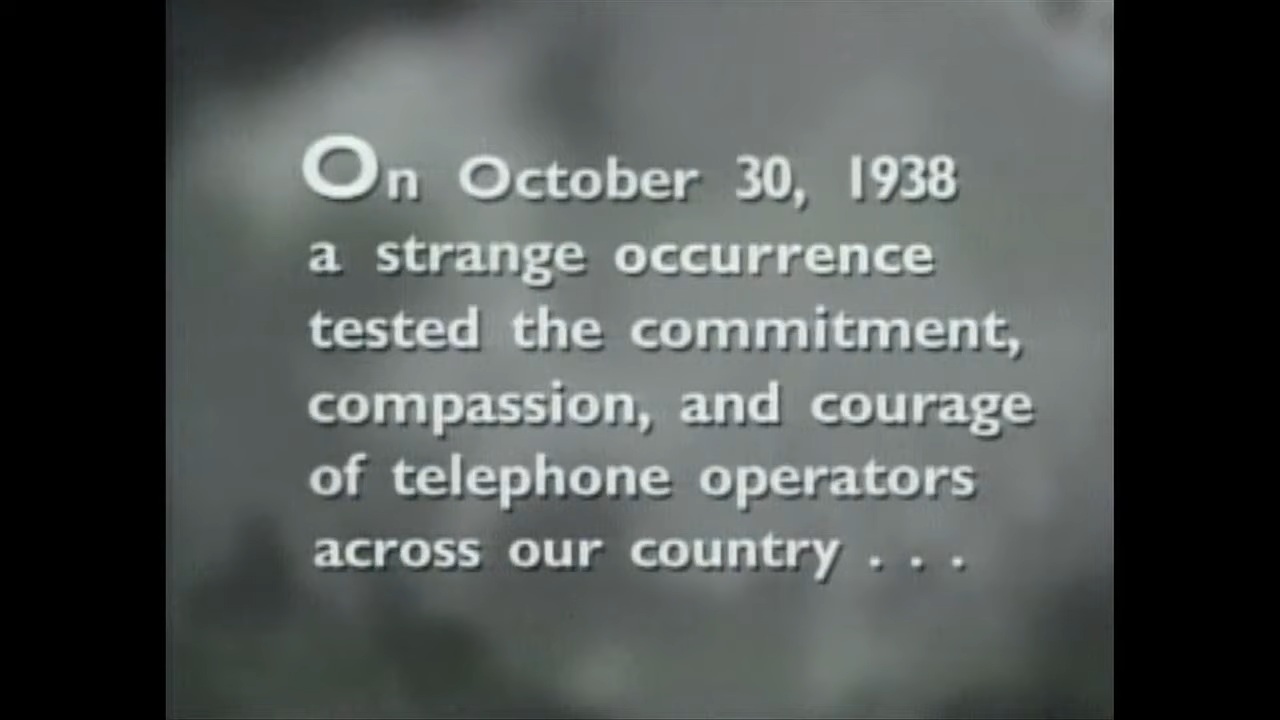 On October 30, 1938
a strange occurrence
tested the commitment,
compassion, and courage
of telephone operators
across our country . . .